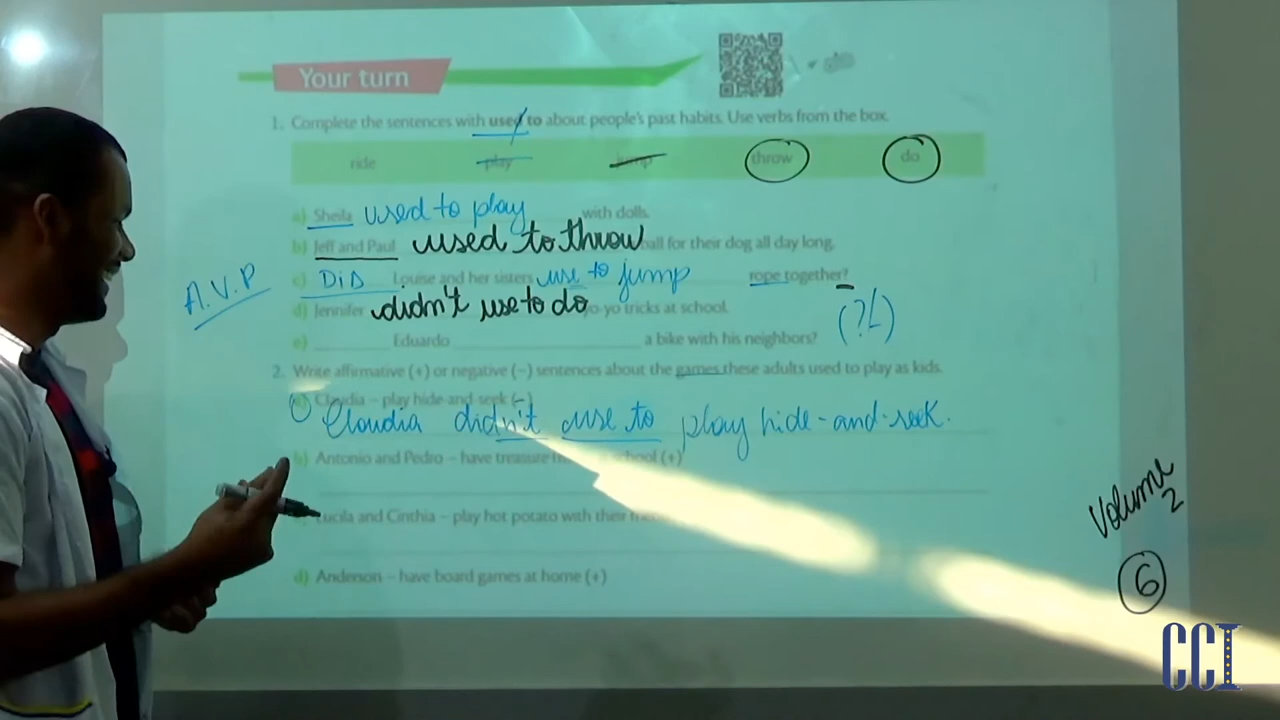 Your turn
1. Complete the sentences with used to about people's past habits. Use verbs from the box.
ride play jump throw do
a) Sheila used to play with dolls.
b) Jeff and Paul used to throw ball for their dog all day long.
A.V.P
c) DiD Louise and her sisters use to jump rope together?
d) Jennifer didn't use to do yo-yo tricks at school.
(?!)
e) Eduardo a bike with his neighbors?
2. Write affirmative (+) or negative (–) sentences about the games these adults used to play as kids.
a) Claudia – play hide-and-seek (–)
Claudia didn't use to play hide-and-seek.
b) Antonio and Pedro – have treasure school (+)
Lucila and Cinthia – play hot potato with their
Volume 2
d) Anderson – have board games at home (+)
6
CCI